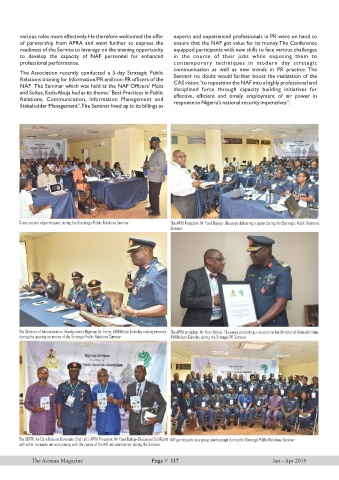 various roles more effectively. He therefore welcomed the offer
of partnership from APRA and went further to express the
readiness of the Service to leverage on the training opportunity
to develop the capacity of NAF personnel for enhanced
professional performance.
The Association recently conducted a 5-day Strategic Public
Relations training for Information/PR and non-PR officers of the
NAF. The Seminar which was held at the NAF Officers' Mess
and Suites, Kado Abuja had as its theme, "Best Practices in Public
Relations, Communication, Information Management and
Stakeholder Management". The Seminar lived up to its billings as
experts and experienced professionals in PR were on hand to
ensure that the NAF got value for its money. The Conference
equipped participants with new skills to face various challenges
in the course of their jobs while exposing them to
contemporary techniques in modern day strategic
communication as well as new trends in PR practice. The
Seminar no doubt would further boost the realization of the
CAS vision, "to reposition the NAF into a highly professional and
disciplined force through capacity building initiatives for
effective, efficient and timely employment of air power in
response to Nigeria's national security imperatives".
Cross section of participants during the Strategic Public Relations Seminar
The APRA President, Mr Yomi Badejo-Okusanya delivering a paper during the Strategic Public Relations
Seminar
The Director of Administration, Headquarters Nigerian Air Force, AVM
during the opening ceremony of the Strategic Public Relations Seminar
The APRA president, Mr Yomi Badejo-Okusanya presenting a souvenir to the Director of Administration,
AVM during the Strategic PR Seminar
The DOPRI, Air Cdre Ibikunle Daramola (2nd Left), APRA President, Mr Yomi Badejo-Okusanya (2nd Right)
with other resource persons posing with the copies of the NAF documentaries during the Seminar
NAF participants in a group photograph during the Strategic Public Relations Seminar
The Airman Magazine
Page // 117
Jan - Apr 2019